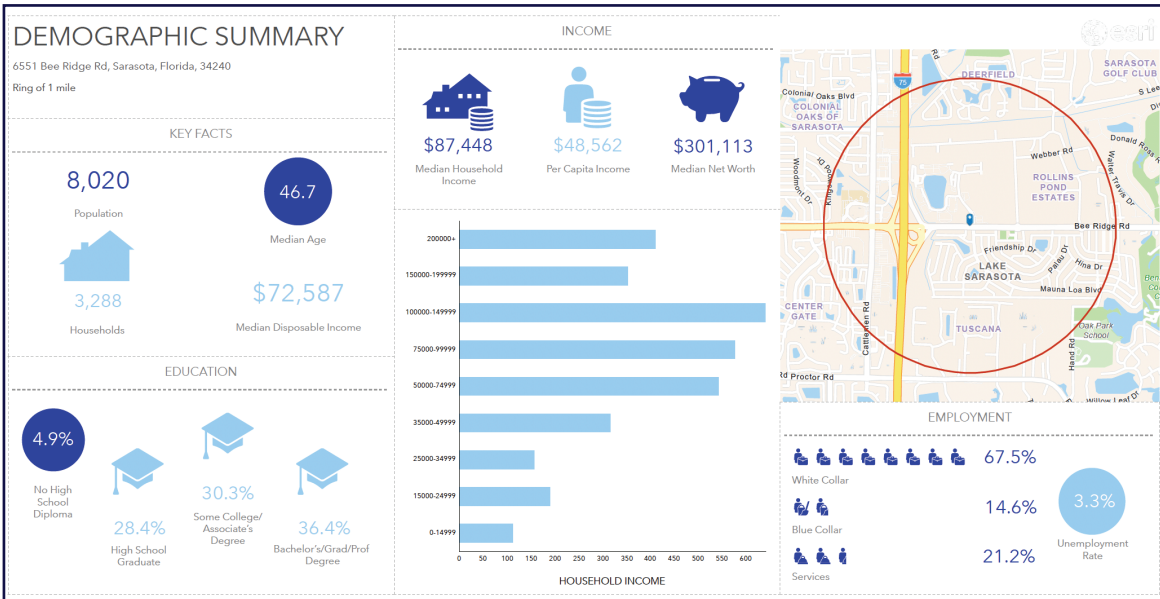 DEMOGRAPHIC SUMMARY
6551 Bee Ridge Rd, Sarasota, Florida, 34240
Ring of 1 mile
KEY FACTS
8,020
Population
46.7
Median Age
3,288
Households
$72,587
Median Disposable Income
EDUCATION
4.9%
No High
School
Diploma
28.4%
High School
Graduate
30.3%
Some College/
Associate's
Degree
36.4%
Bachelor's/Grad/Prof
Degree
INCOME
$87,448
Median Household
Income
$48,562
Per Capita Income
$301,113
Median Net Worth
200000+
150000-199999
100000-149999
75000-99999
50000-74999
35000-49999
25000-34999
15000-24999
0-14999
0 50 100 150 200 250 300 350 400 450 500 550 600
HOUSEHOLD INCOME
esri
Rd
75
DEERFIELD
SARASOTA
GOLF CLUB
Colonial Oaks Blvd
S Lee
COLONIAL
OAKS OF
SARASOTA
Donald Ross R
Webber Rd
Woodmont Dr
Walter Travis Dr
ROLLINS
POND
ESTATES
Bee Ridge Rd
Friendship Dr
Palau Dr
LAKE
SARASOTA
Hina Dr
Mauna Loa Blvd
CENTER
GATE
Cattlemen Rd
TUSCANA
Oak Park
School
Hand Rd
Rd Proctor Rd
Willow Leaf Dr
EMPLOYMENT
67.5%
White Collar
14.6%
Blue Collar
21.2%
Services
3.3%
Unemployment
Rate